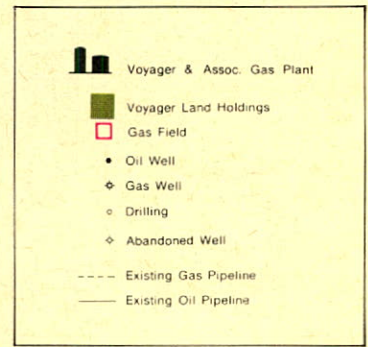 Voyager & Assoc. Gas Plant
Voyager Land Holdings
Gas Field
Oil Well
Gas Well
Drilling
Abandoned Well
Existing Gas Pipeline
Existing Oil Pipeline